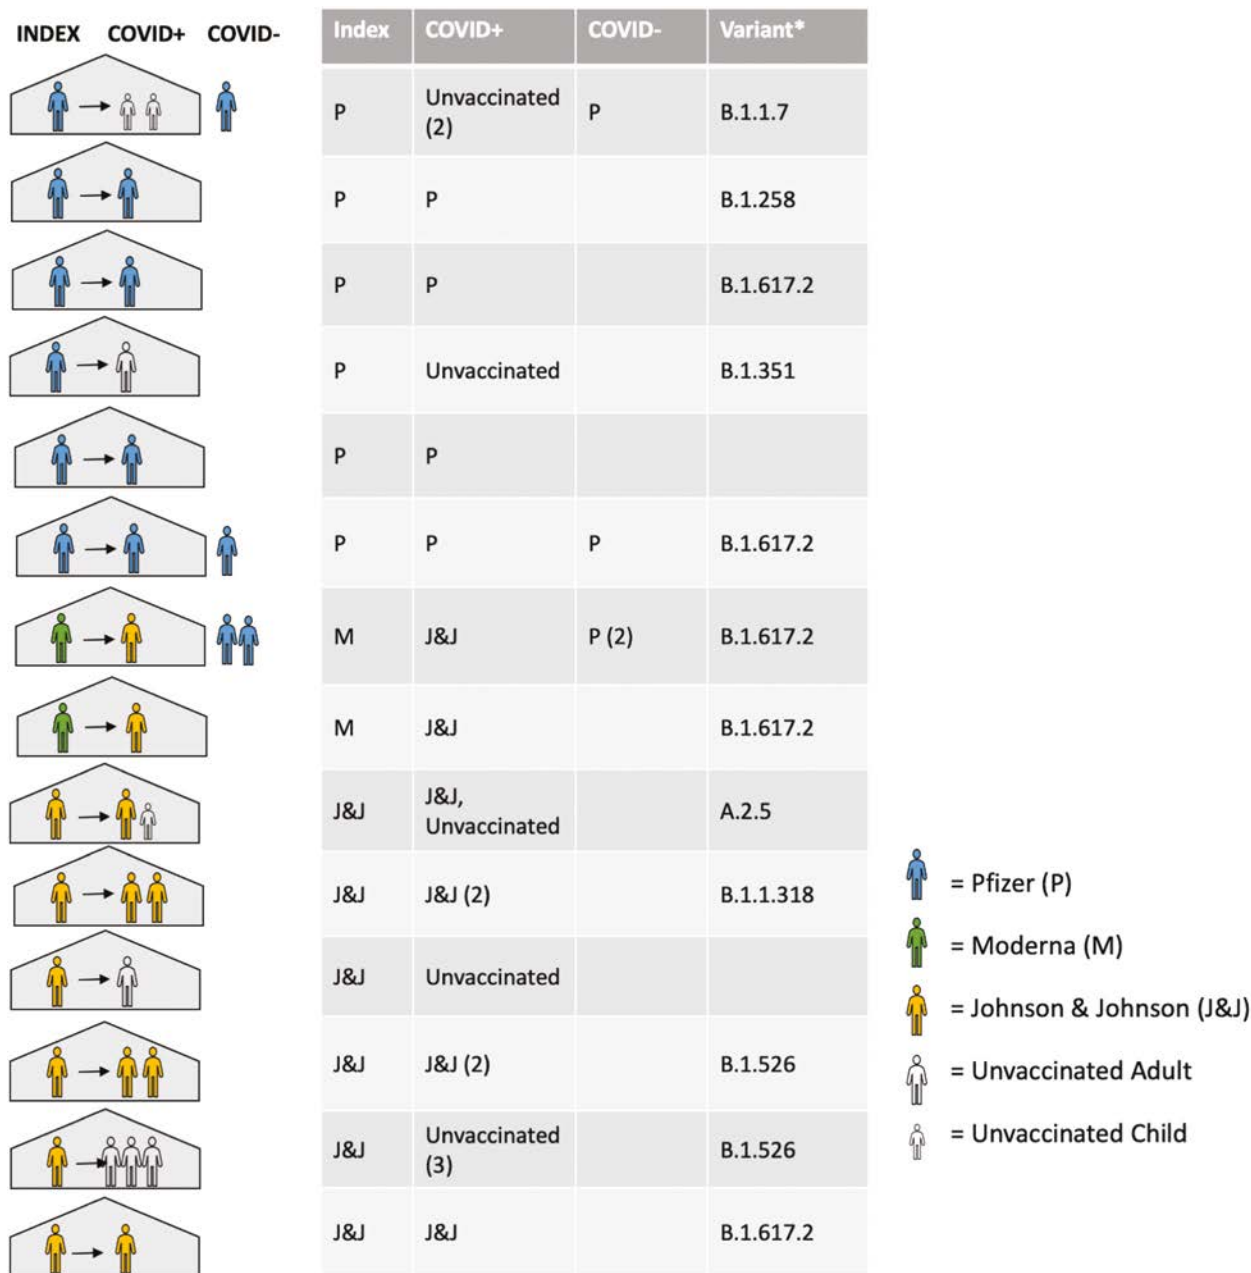 INDEX COVID+ COVID-
Index COVID+ COVID- Variant*
P Unvaccinated (2) P B.1.1.7
P P B.1.258
P P B.1.617.2
P Unvaccinated B.1.351
P P
P P P B.1.617.2
M J&J P (2) B.1.617.2
M J&J B.1.617.2
J&J J&J, Unvaccinated A.2.5
J&J J&J (2) B.1.1.318
J&J Unvaccinated
J&J J&J (2) B.1.526
J&J Unvaccinated (3) B.1.526
J&J J&J B.1.617.2
= Pfizer (P)
= Moderna (M)
= Johnson & Johnson (J&J)
= Unvaccinated Adult
= Unvaccinated Child